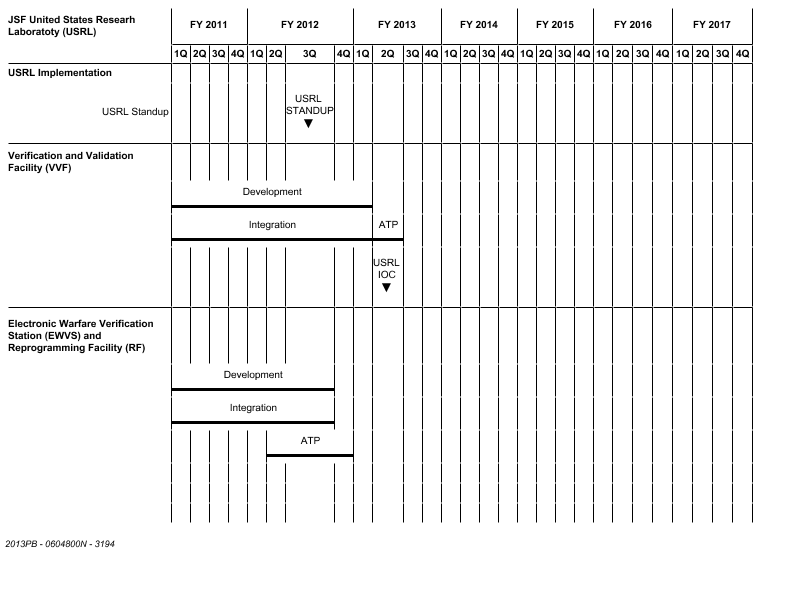 JSF United States Researh
Laboratoty (USRL)
FY 2011 FY 2012 FY 2013 FY 2014 FY 2015 FY 2016 FY 2017
1Q 2Q 3Q 4Q 1Q 2Q 3Q 4Q 1Q 2Q 3Q 4Q 1Q 2Q 3Q 4Q 1Q 2Q 3Q 4Q 1Q 2Q 3Q 4Q 1Q 2Q 3Q 4Q
USRL Implementation
USRL Standup
USRL
STANDUP
Verification and Validation
Facility (VVF)
Development
Integration ATP
USRL
IOC
Electronic Warfare Verification
Station (EWVS) and
Reprogramming Facility (RF)
Development
Integration
ATP
2013PB - 0604800N - 3194